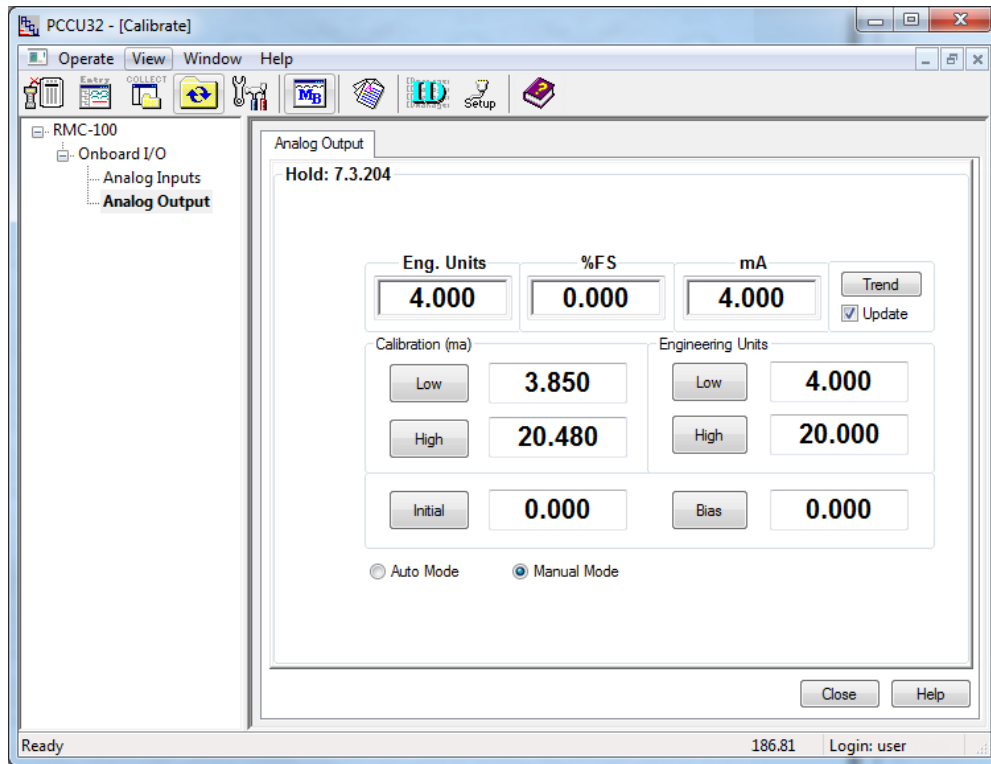 PCCU32 - [Calibrate]
Operate View Window Help
Entry COLLECT MB ID Setup
RMC-100
Onboard I/O
Analog Inputs
Analog Output
Analog Output
Hold: 7.3.204
Eng. Units %FS mA
4.000 0.000 4.000 Trend
Update
Calibration (ma) Engineering Units
Low 3.850 Low 4.000
High 20.480 High 20.000
Initial 0.000 Bias 0.000
Auto Mode Manual Mode
Close Help
Ready 186.81 Login: user